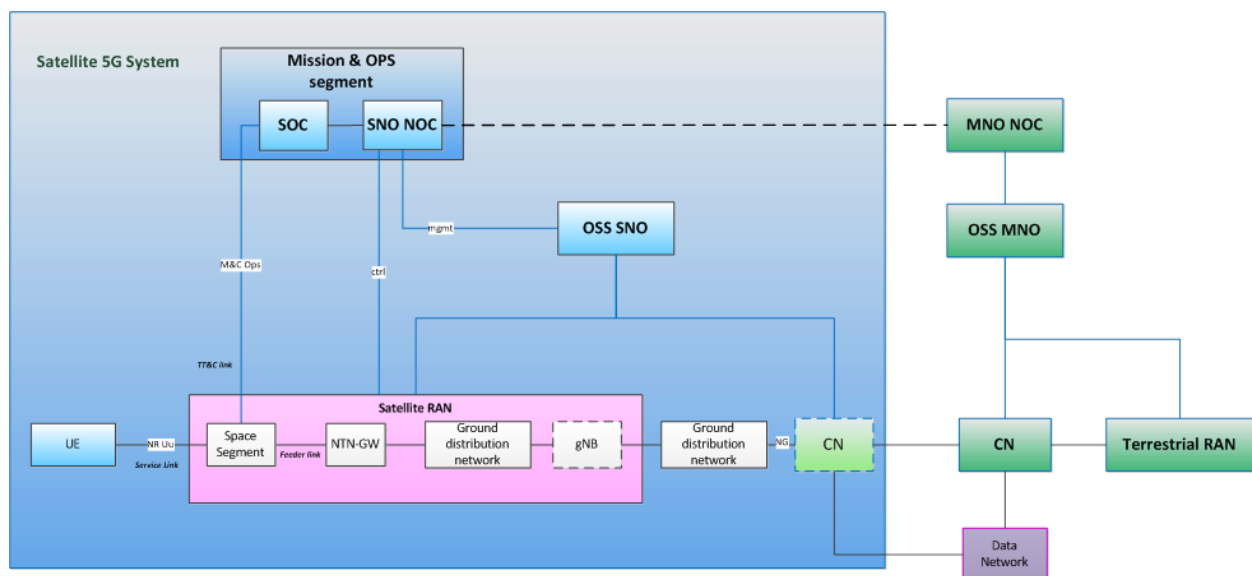 Satellite 5G System
Mission & OPS
segment
SOC
SNO NOC
MNO NOC
OSS SNO
OSS MNO
mgmt
M&C Ops
ctrl
TT&C link
Satellite RAN
UE
NR Uu
Service Link
Space
Segment
Feeder link
NTN-GW
Ground
distribution
network
gNB
Ground
distribution
network
NG
CN
CN
Terrestrial RAN
Data
Network